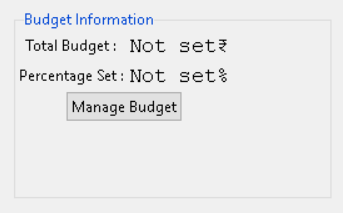 Budget Information
Total Budget : Not set₹
Percentage Set : Not set%
Manage Budget